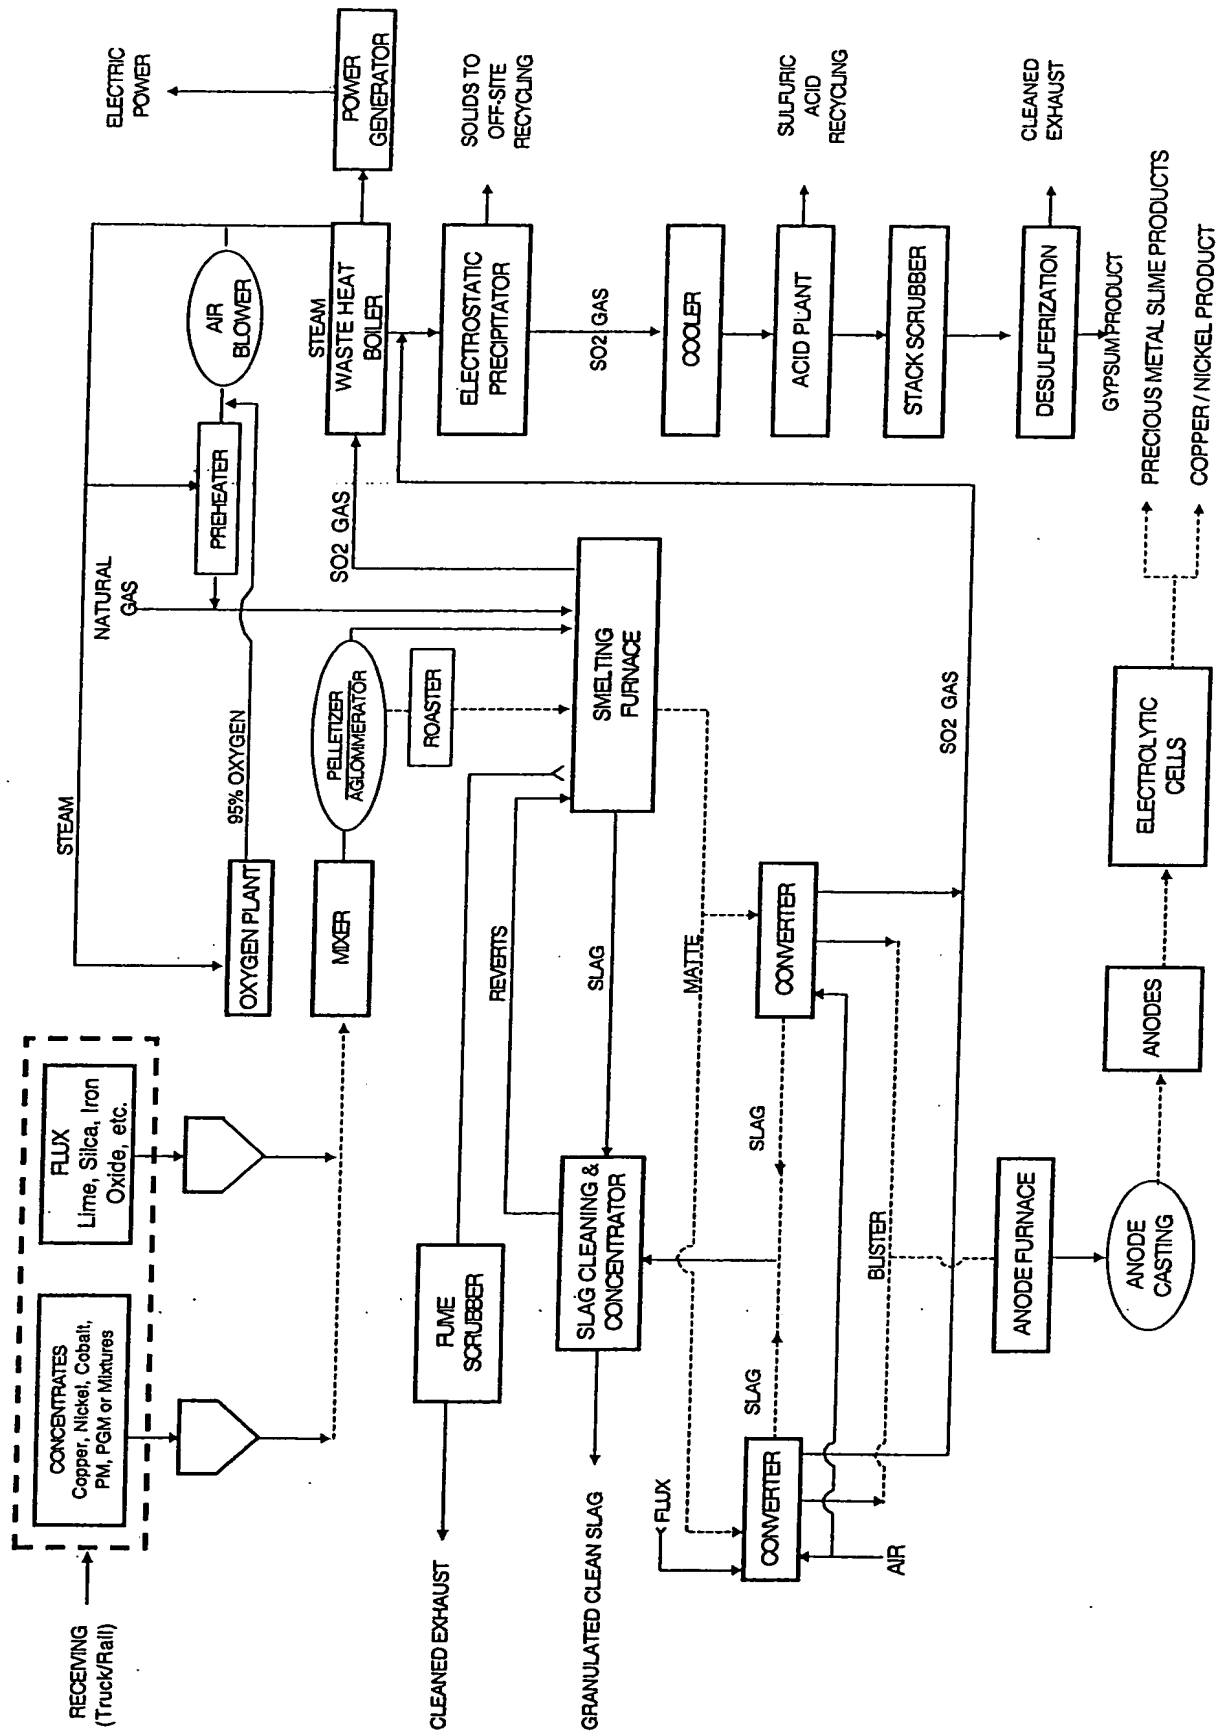 RECEIVING
(Truck/Rail)
CONCENTRATES
Copper, Nickel, Cobalt,
PM, PGM or Mixtures
FLUX
Lime, Silca, Iron
Oxide, etc.
STEAM
NATURAL
GAS
OXYGEN PLANT
95% OXYGEN
PREHEATER
AIR
BLOWER
ELECTRIC
POWER
MIXER
PELLETIZER
AGLOMMERATOR
ROASTER
SO2 GAS
STEAM
WASTE HEAT
BOILER
POWER
GENERATOR
CLEANED EXHAUST
FUME
SCRUBBER
REVERTS
ELECTROSTATIC
PRECIPITATOR
SOLIDS TO
OFF-SITE
RECYCLING
GRANULATED CLEAN SLAG
SLAG CLEANING &
CONCENTRATOR
SLAG
SMELTING
FURNACE
SO2 GAS
COOLER
MATTE
FLUX
CONVERTER
SLAG
SLAG
CONVERTER
ACID PLANT
SULFURIC
ACID
RECYCLING
AIR
BLISTER
SO2 GAS
STACK SCRUBBER
ANODE FURNACE
DESULFERIZATION
CLEANED
EXHAUST
GYPSUM PRODUCT
ANODE
CASTING
ANODES
ELECTROLYTIC
CELLS
PRECIOUS METAL SLIME PRODUCTS
COPPER / NICKEL PRODUCT